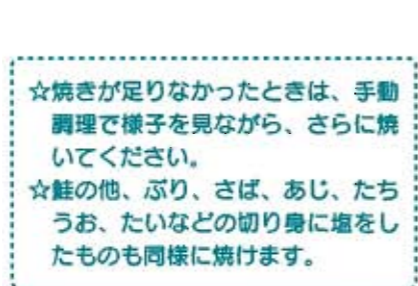 ☆焼きが足りなかったときは、手動
調理で様子を見ながら、さらに焼
いてください。
☆鮭の他、ぶり、さば、あじ、たち
うお、たいなどの切り身に塩をし
たものも同様に焼けます。